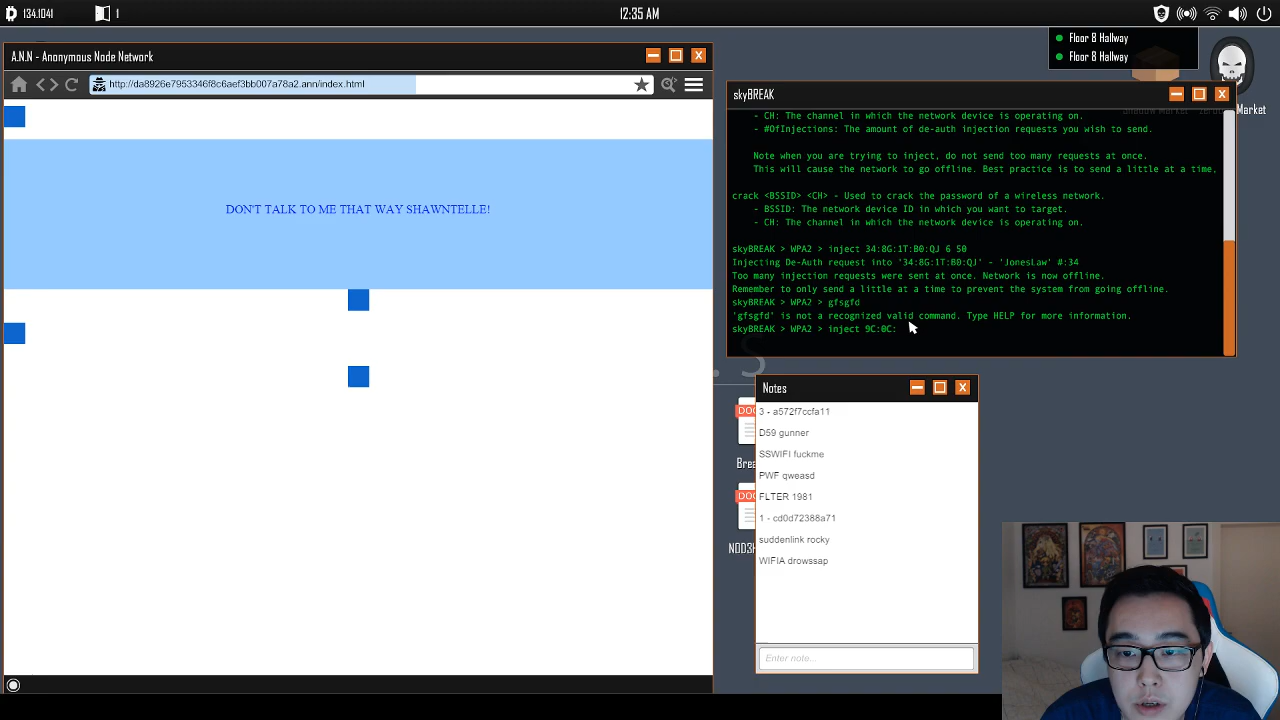 134.1041
1
12:35 AM
Floor 8 Hallway
Floor 8 Hallway
A.N.N - Anonymous Node Network
http://da8926e7953346f8c6aef3bb007a78a2.ann/index.html
DON'T TALK TO ME THAT WAY SHAWNTELLE!
Market
skyBREAK
- CH: The channel in which the network device is operating on.
- #OfInjections: The amount of de-auth injection requests you wish to send.
Note when you are trying to inject, do not send too many requests at once.
This will cause the network to go offline. Best practice is to send a little at a time,
crack <BSSID> <CH> - Used to crack the password of a wireless network.
- BSSID: The network device ID in which you want to target.
- CH: The channel in which the network device is operating on.
skyBREAK > WPA2 > inject 34:8G:1T:B0:QJ 6 50
Injecting De-Auth request into '34:8G:1T:B0:QJ' - 'JonesLaw' #:34
Too many injection requests were sent at once. Network is now offline.
Remember to only send a little at a time to prevent the system from going offline.
skyBREAK > WPA2 > gfsgfd
'gfsgfd' is not a recognized valid command. Type HELP for more information.
skyBREAK > WPA2 > inject 9C:0C:
Notes
3 - a572f7ccfa11
D59 gunner
SSWIFI fuckme
PWF qweasd
FLTER 1981
1 - cd0d72388a71
suddenlink rocky
WIFIA drowssap
Enter note...